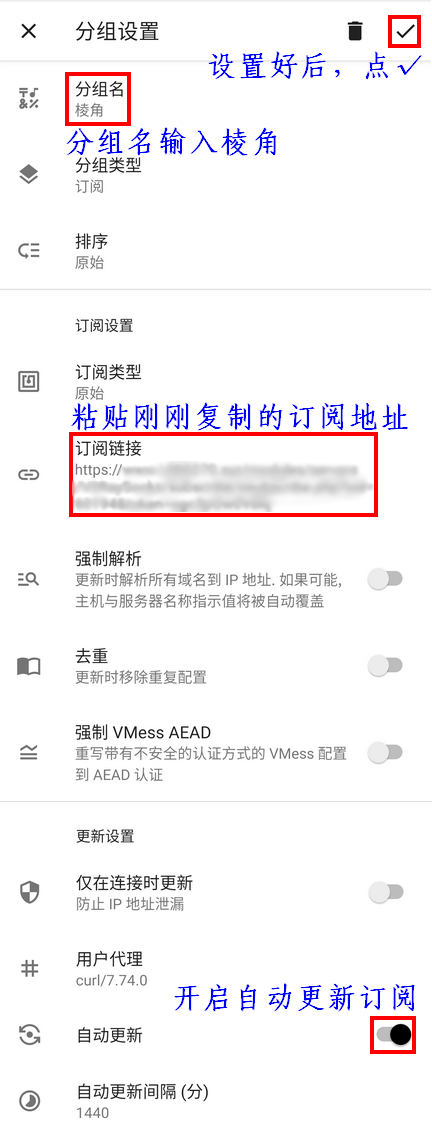 分组设置
设置好后，点✓
分组名
棱角
分组名输入棱角
分组类型
订阅
排序
原始
订阅设置
订阅类型
原始
粘贴刚刚复制的订阅地址
订阅链接
https://
强制解析
更新时解析所有域名到 IP 地址. 如果可能,
主机与服务器名称指示值将被自动覆盖
去重
更新时移除重复配置
强制 VMess AEAD
重写带有不安全的认证方式的 VMess 配置
到 AEAD 认证
更新设置
仅在连接时更新
防止 IP 地址泄漏
用户代理
curl/7.74.0
开启自动更新订阅
自动更新
自动更新间隔 (分)
1440